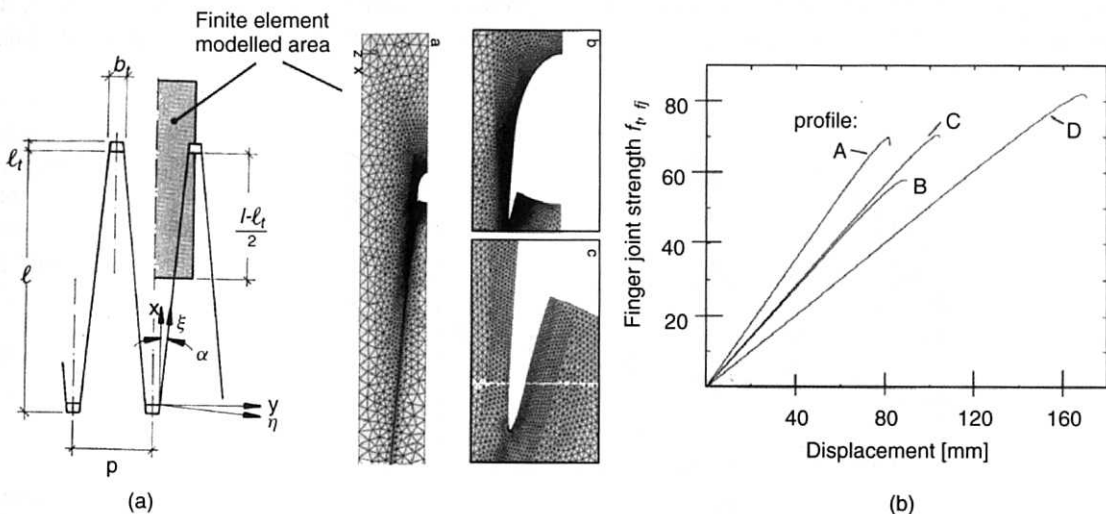 Finite element
modelled area
b_t
ℓ_t
ℓ
l-ℓ_t
2
x
ξ
α
y
η
p
(a)
a
z x
b
c
Finger joint strength f_t, fj
80
60
40
20
profile:
A
C
B
D
40 80 120 160
Displacement [mm]
(b)